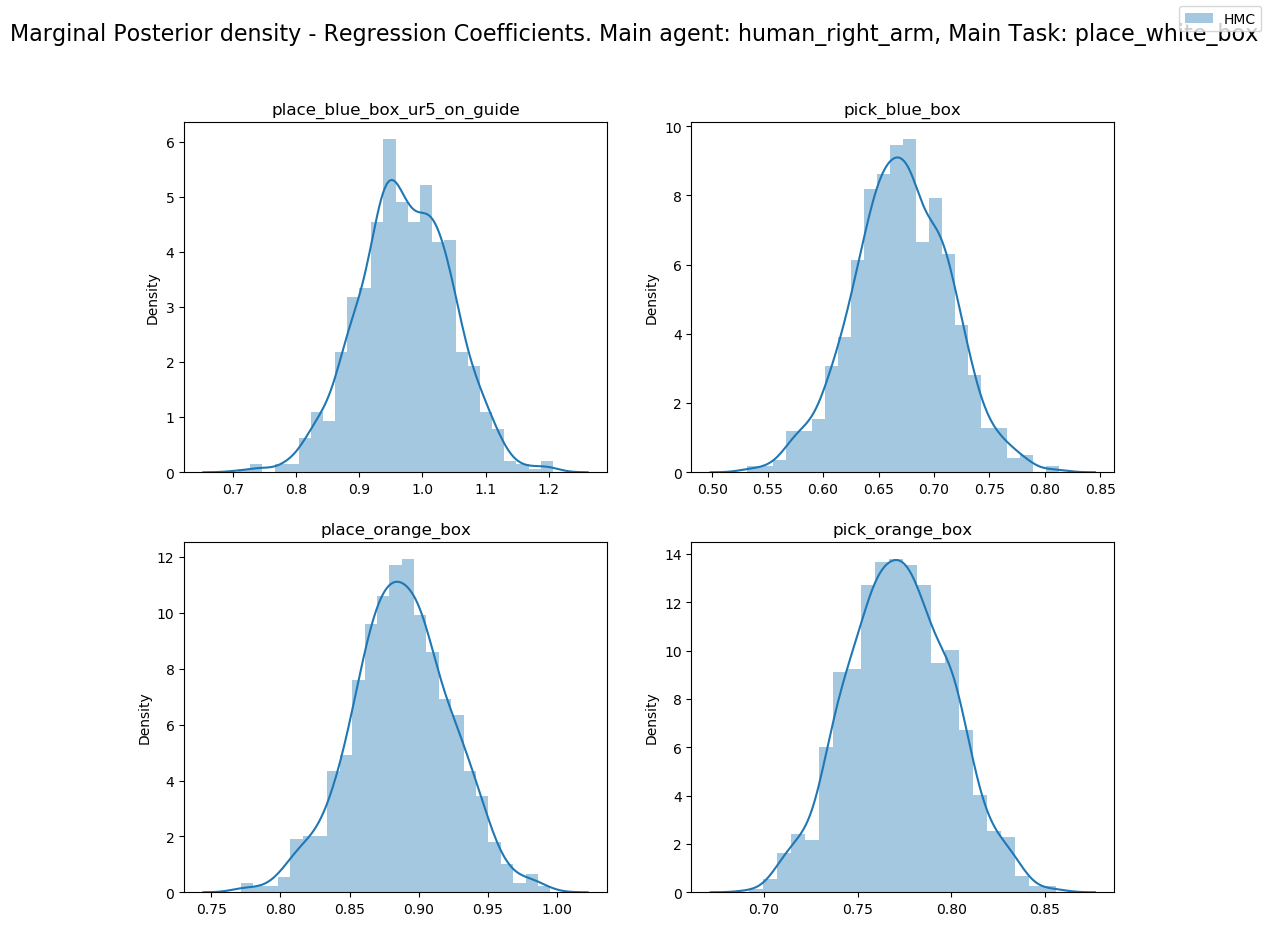 HMC
Marginal Posterior density - Regression Coefficients. Main agent: human_right_arm, Main Task: place_white_box
place_blue_box_ur5_on_guide
Density
6
5
4
3
2
1
0
0.7 0.8 0.9 1.0 1.1 1.2
pick_blue_box
Density
10
8
6
4
2
0
0.50 0.55 0.60 0.65 0.70 0.75 0.80 0.85
place_orange_box
Density
12
10
8
6
4
2
0
0.75 0.80 0.85 0.90 0.95 1.00
pick_orange_box
Density
14
12
10
8
6
4
2
0
0.70 0.75 0.80 0.85